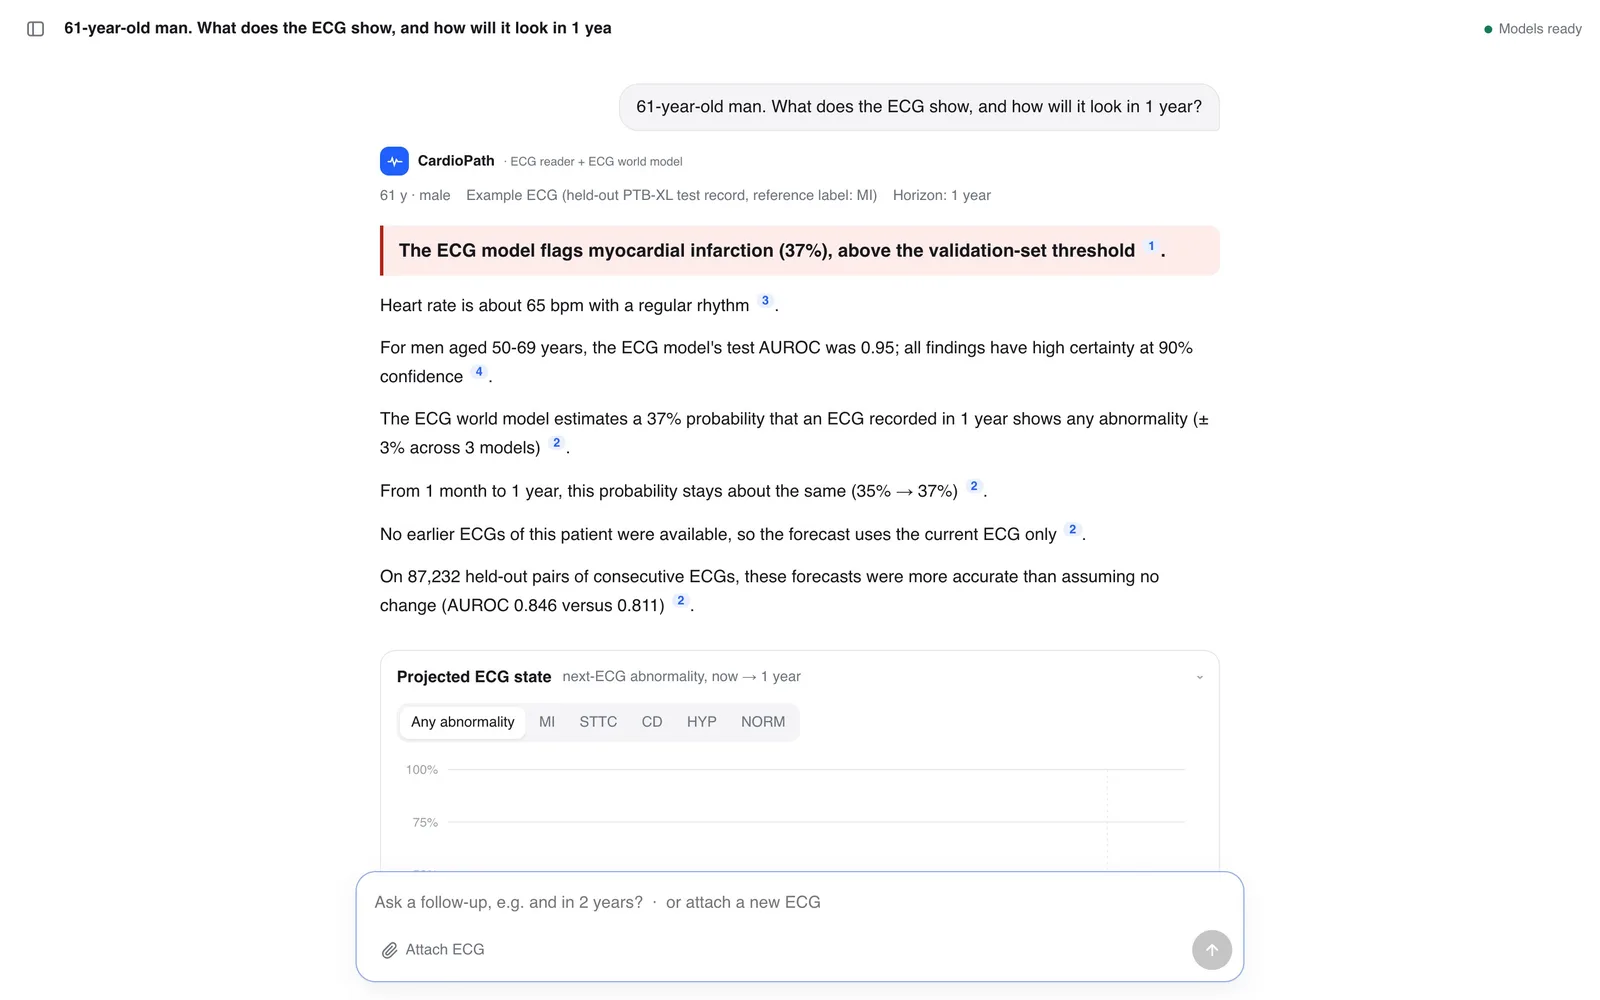 61-year-old man. What does the ECG show, and how will it look in 1 yea
Models ready
61-year-old man. What does the ECG show, and how will it look in 1 year?
CardioPath · ECG reader + ECG world model
61 y · male Example ECG (held-out PTB-XL test record, reference label: MI) Horizon: 1 year
The ECG model flags myocardial infarction (37%), above the validation-set threshold 1 .
Heart rate is about 65 bpm with a regular rhythm 3 .
For men aged 50-69 years, the ECG model's test AUROC was 0.95; all findings have high certainty at 90%
confidence 4 .
The ECG world model estimates a 37% probability that an ECG recorded in 1 year shows any abnormality (±
3% across 3 models) 2 .
From 1 month to 1 year, this probability stays about the same (35% → 37%) 2 .
No earlier ECGs of this patient were available, so the forecast uses the current ECG only 2 .
On 87,232 held-out pairs of consecutive ECGs, these forecasts were more accurate than assuming no
change (AUROC 0.846 versus 0.811) 2 .
Projected ECG state next-ECG abnormality, now → 1 year
Any abnormality MI STTC CD HYP NORM
100%
75%
Ask a follow-up, e.g. and in 2 years? · or attach a new ECG
Attach ECG